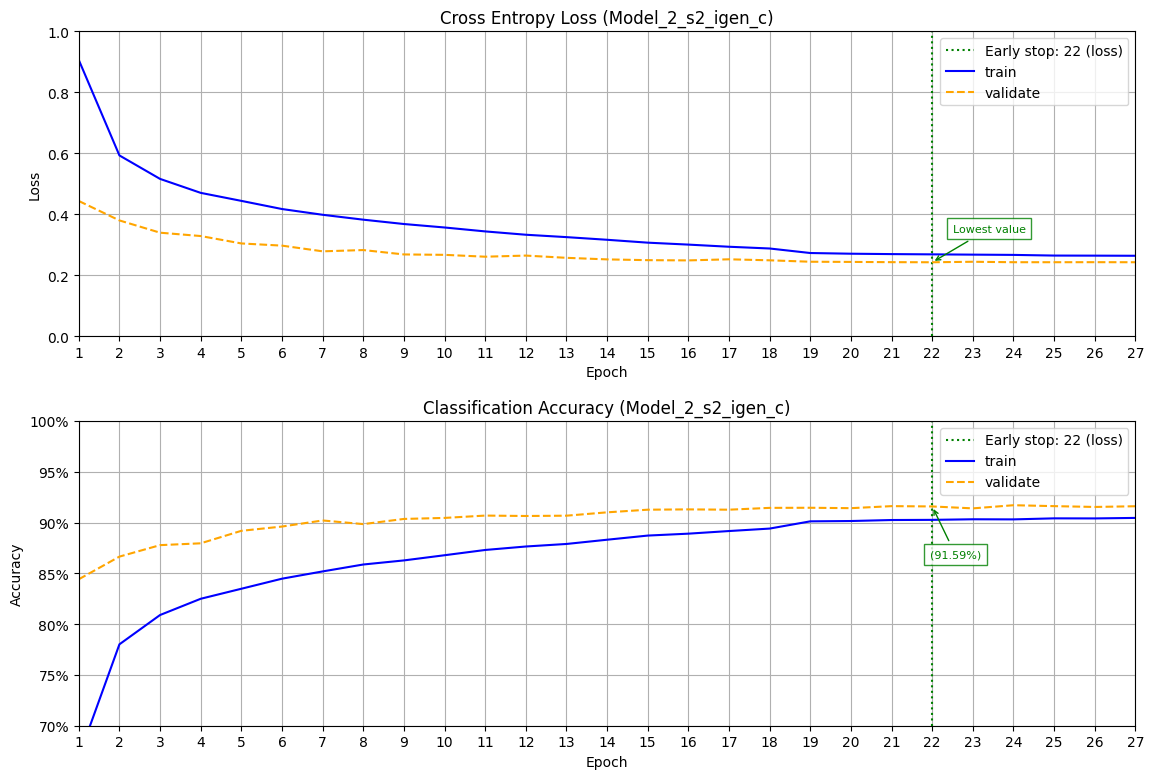 Cross Entropy Loss (Model_2_s2_igen_c)
1.0
0.8
0.6
0.4
0.2
0.0
Loss
Early stop: 22 (loss)
train
validate
Lowest value
1 2 3 4 5 6 7 8 9 10 11 12 13 14 15 16 17 18 19 20 21 22 23 24 25 26 27
Epoch
Classification Accuracy (Model_2_s2_igen_c)
100%
95%
90%
85%
80%
75%
70%
Accuracy
Early stop: 22 (loss)
train
validate
(91.59%)
1 2 3 4 5 6 7 8 9 10 11 12 13 14 15 16 17 18 19 20 21 22 23 24 25 26 27
Epoch